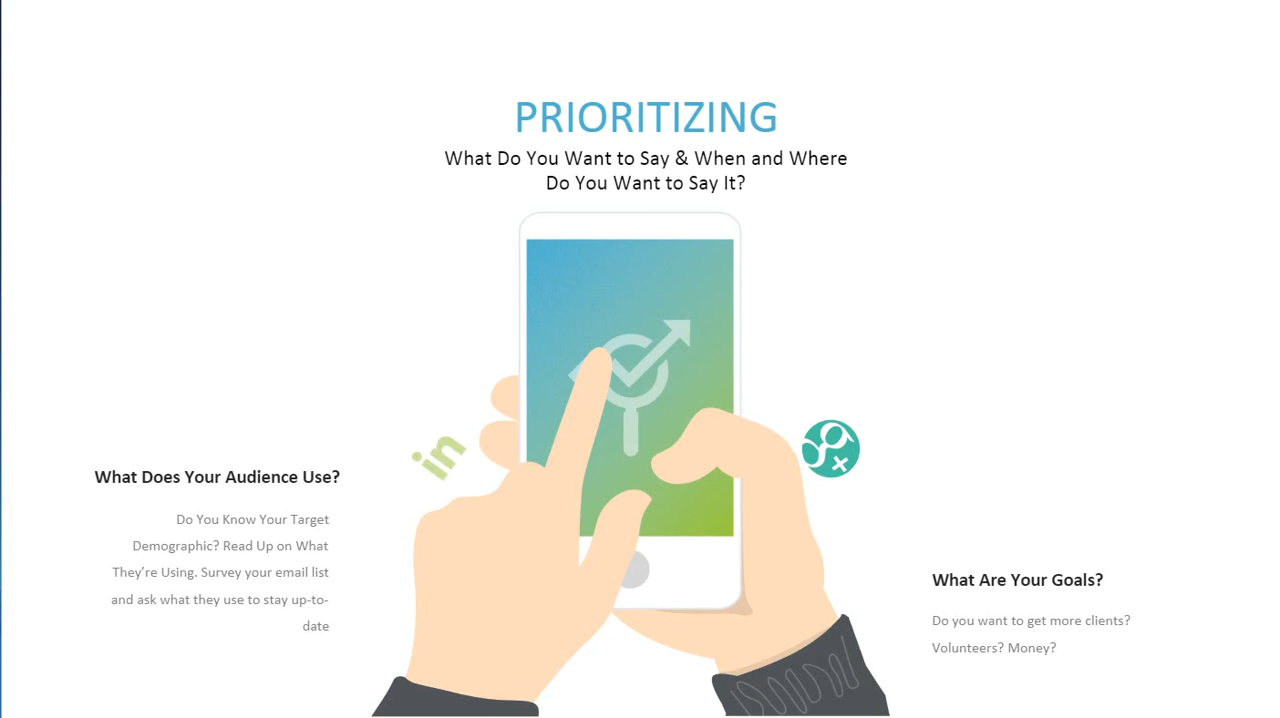 PRIORITIZING
What Do You Want to Say & When and Where
Do You Want to Say It?
in
g+
What Does Your Audience Use?
Do You Know Your Target
Demographic? Read Up on What
They’re Using. Survey your email list
and ask what they use to stay up-to-
date
What Are Your Goals?
Do you want to get more clients?
Volunteers? Money?